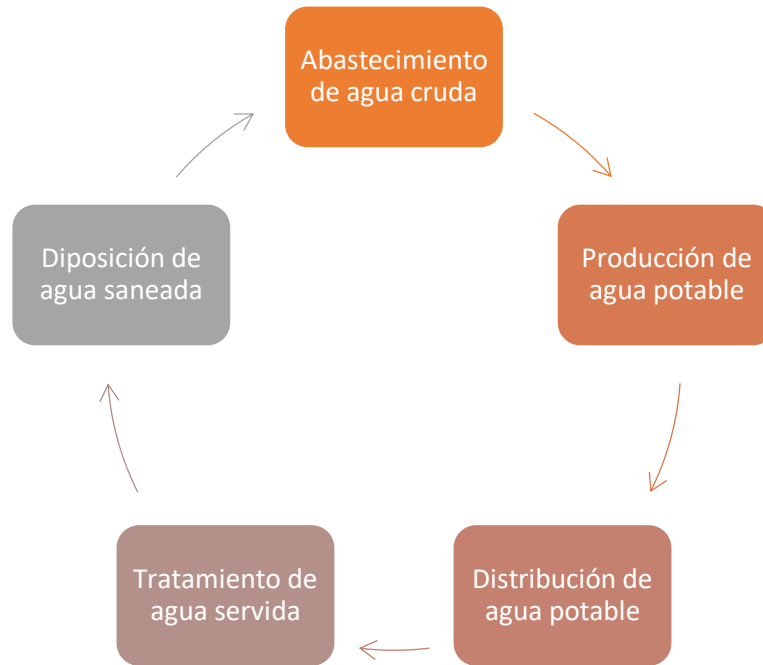 Abastecimiento
de agua cruda
Producción de
agua potable
Distribución de
agua potable
Tratamiento de
agua servida
Diposición de
agua saneada